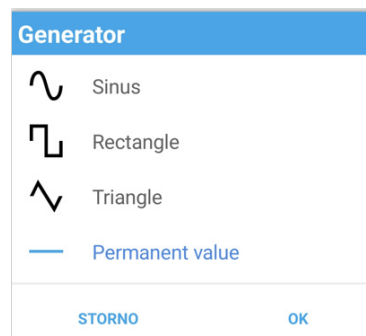 Generator
Sinus
Rectangle
Triangle
Permanent value
STORNO OK